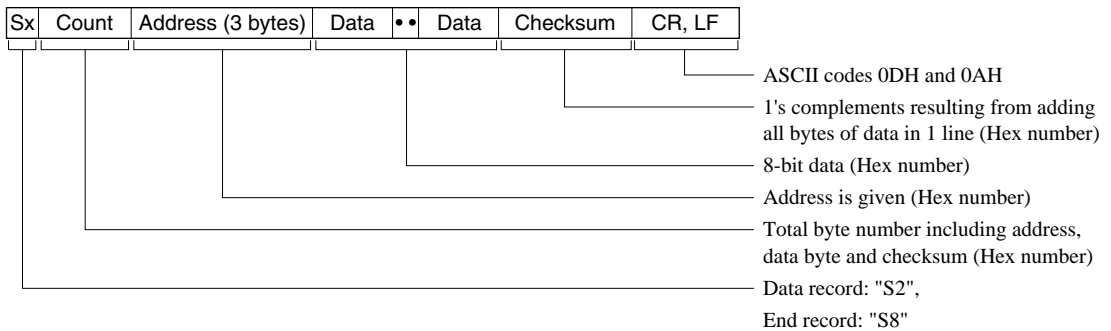 Sx Count Address (3 bytes) Data •• Data Checksum CR, LF
ASCII codes 0DH and 0AH
1's complements resulting from adding
all bytes of data in 1 line (Hex number)
8-bit data (Hex number)
Address is given (Hex number)
Total byte number including address,
data byte and checksum (Hex number)
Data record: "S2",
End record: "S8"